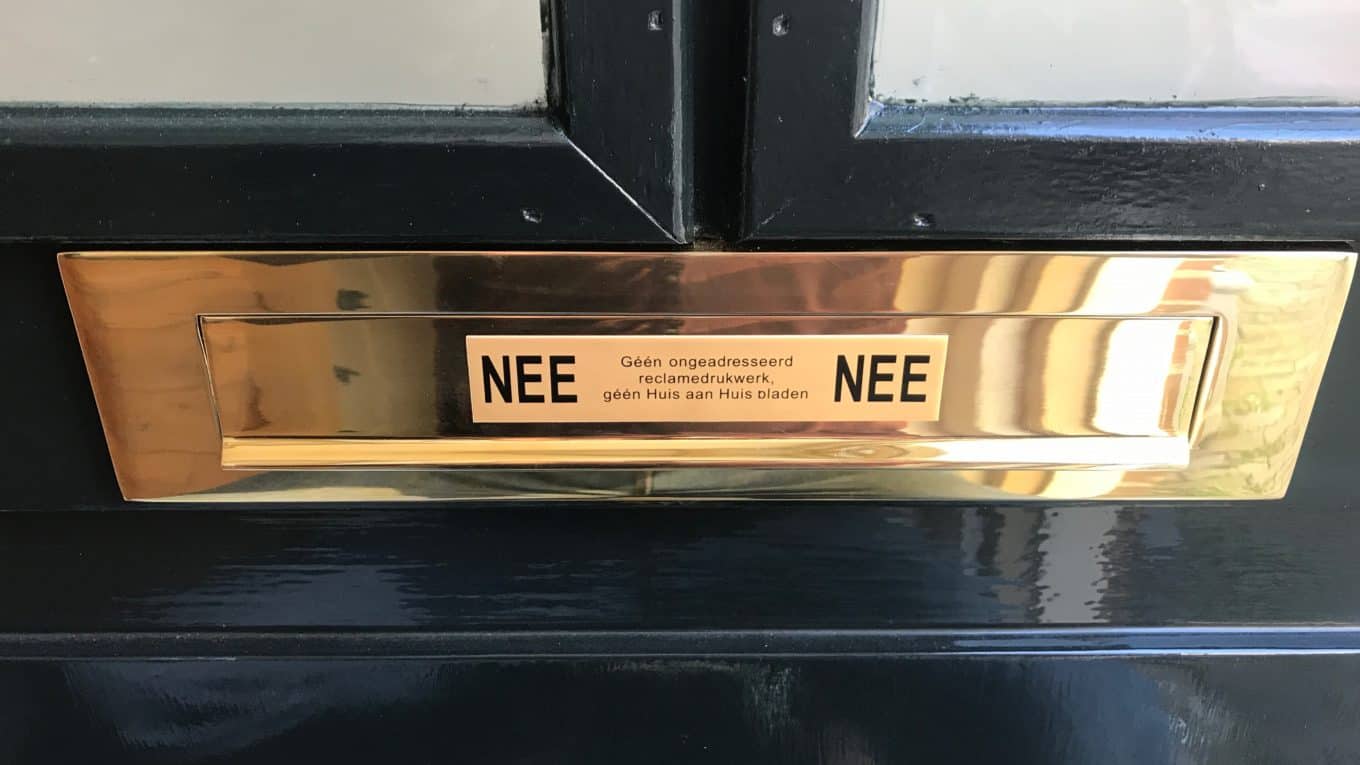 NEE
Géén ongeadresseerd
reclamedrukwerk,
géén Huis aan Huis bladen
NEE